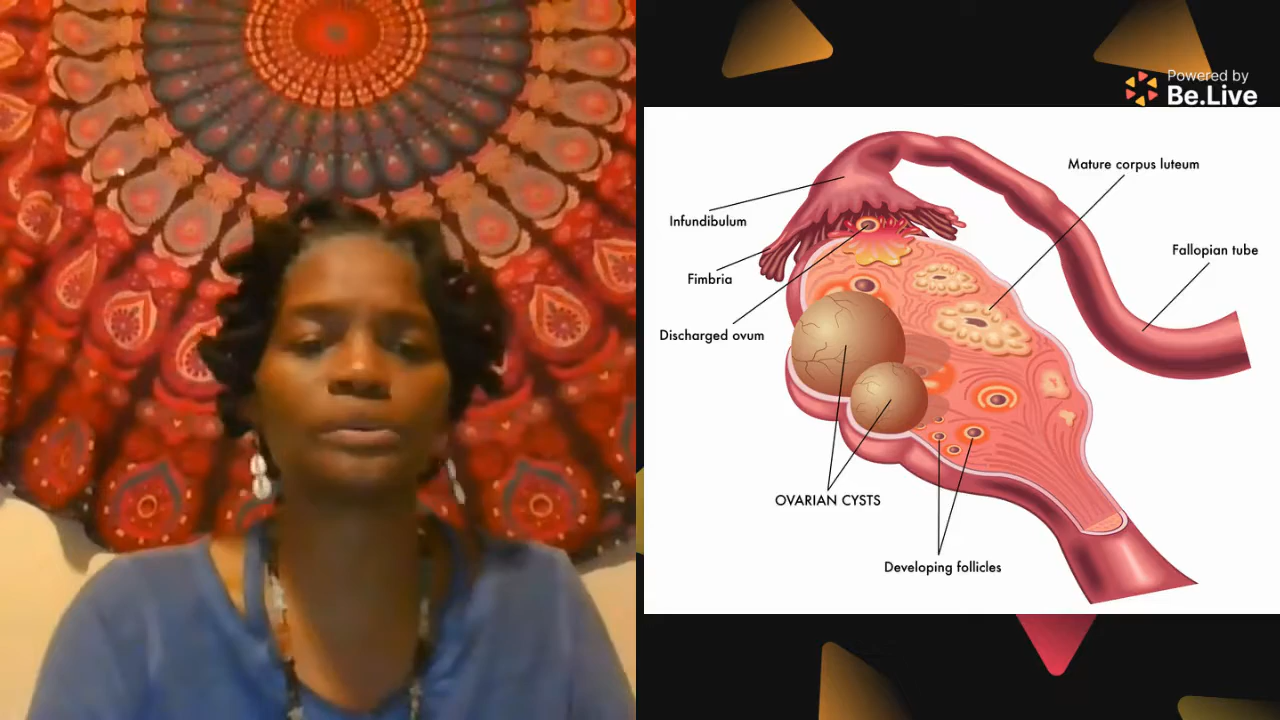 Powered by
Be.Live
Mature corpus luteum
Infundibulum
Fallopian tube
Fimbria
Discharged ovum
OVARIAN CYSTS
Developing follicles